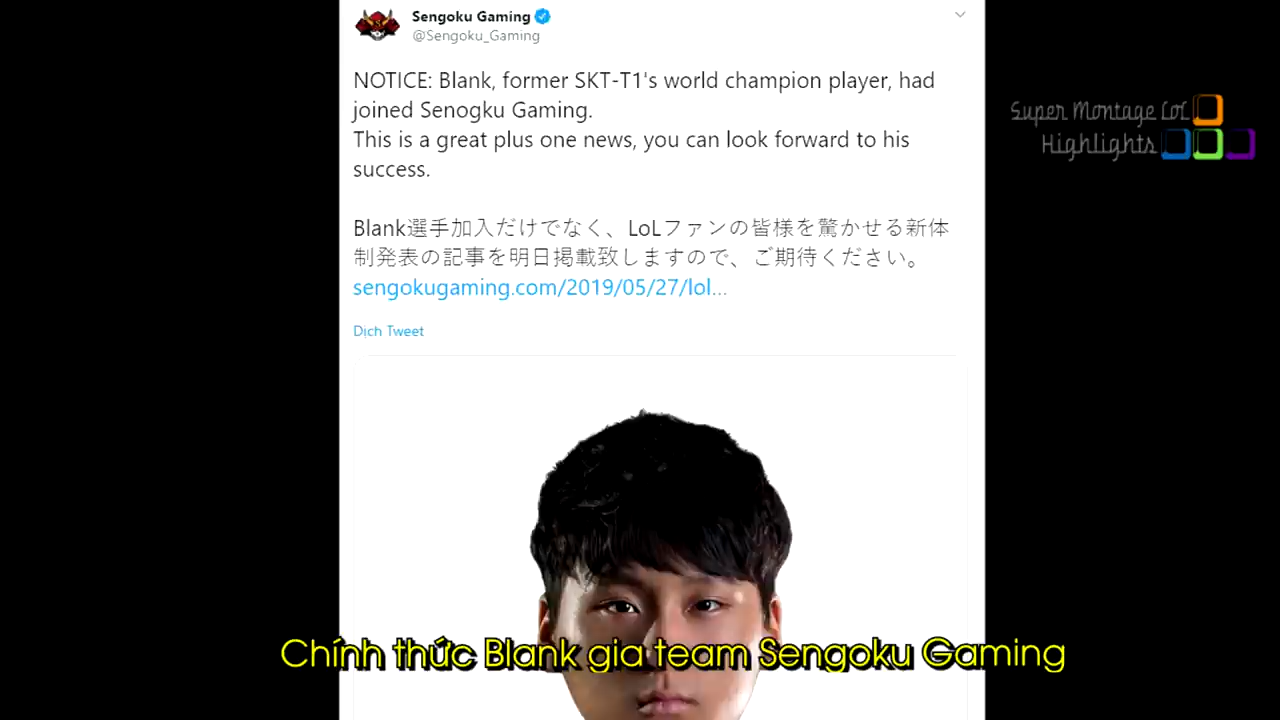 Sengoku Gaming
@Sengoku_Gaming
NOTICE: Blank, former SKT-T1's world champion player, had
joined Senogku Gaming.
This is a great plus one news, you can look forward to his
success.
Blank選手加入だけでなく、LoLファンの皆様を驚かせる新体
制発表の記事を明日掲載致しますので、ご期待ください。
sengokugaming.com/2019/05/27/lol...
Dịch Tweet
Super Montage LoL
Highlights
Chính thức Blank gia team Sengoku Gaming